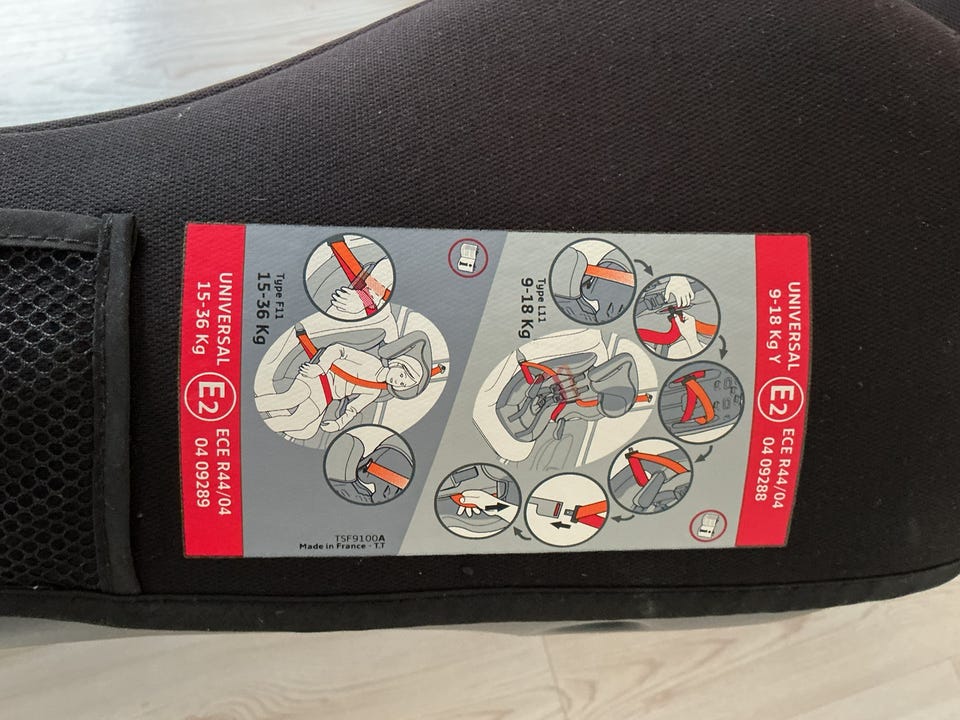 UNIVERSAL
9-18 Kg Y
E2
ECE R44/04
04 09288
Type L11
9-18 Kg
i
i
Type F11
15-36 Kg
TSF9100A
Made in France - T.T
UNIVERSAL
15-36 Kg
E2
ECE R44/04
04 09289